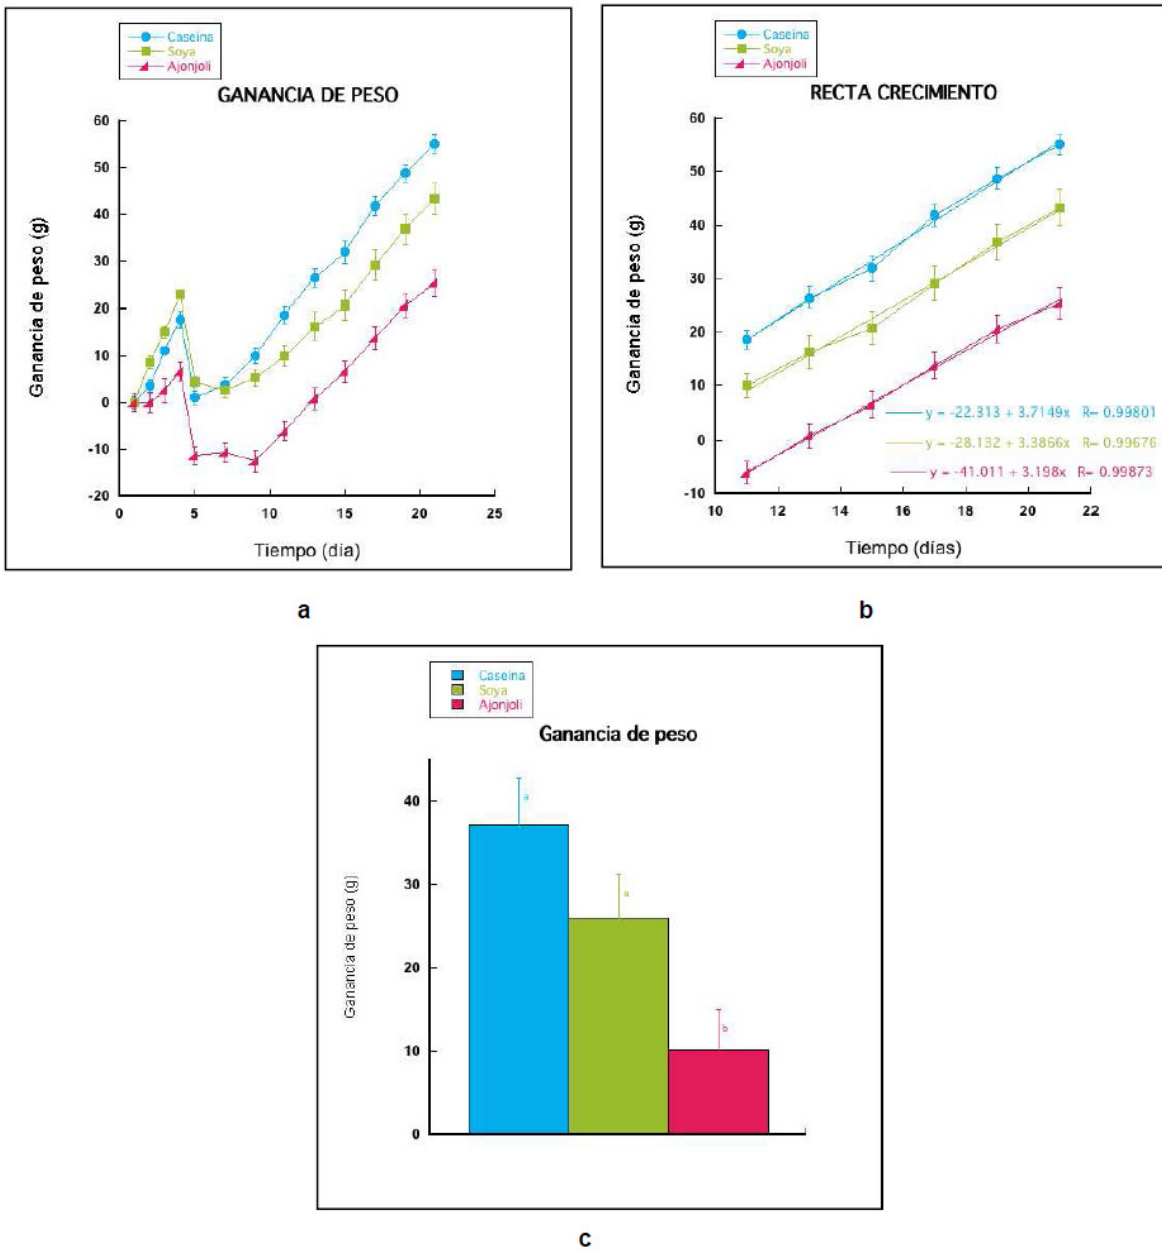 Caseina
Soya
Ajonjoli
GANANCIA DE PESO
Ganancia de peso (g)
60
50
40
30
20
10
0
-10
-20
0
5
10
15
20
25
Tiempo (día)
a
Caseina
Soya
Ajonjoli
RECTA CRECIMIENTO
Ganancia de peso (g)
60
50
40
30
20
10
0
-10
y = -22.313 + 3.7149x R= 0.99801
y = -28.132 + 3.3866x R= 0.99676
y = -41.011 + 3.198x R= 0.99873
10
12
14
16
18
20
22
Tiempo (días)
b
Caseina
Soya
Ajonjoli
Ganancia de peso
Ganancia de peso (g)
40
30
20
10
0
a
a
b
c